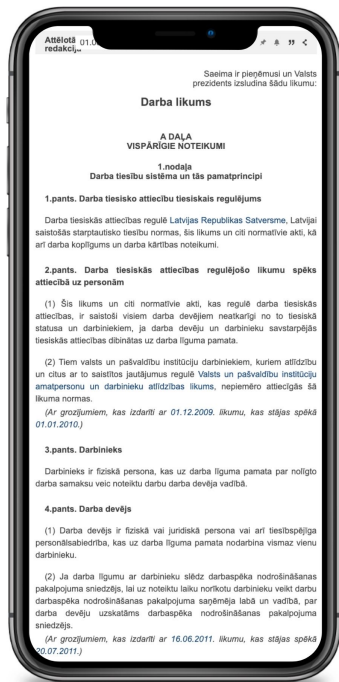 Attēlotā 01.0
redakcija
Saeima ir pieņēmusi un Valsts
prezidents izsludina šādu likumu:
Darba likums
A DAĻA
VISPĀRĪGIE NOTEIKUMI
1.nodaļa
Darba tiesību sistēma un tās pamatprincipi
1.pants. Darba tiesisko attiecību tiesiskais regulējums
Darba tiesiskās attiecības regulē Latvijas Republikas Satversme, Latvijai
saistošās starptautisko tiesību normas, šis likums un citi normatīvie akti, kā
arī darba koplīgums un darba kārtības noteikumi.
2.pants. Darba tiesiskās attiecības regulējošo likumu spēks
attiecībā uz personām
(1) Šis likums un citi normatīvie akti, kas regulē darba tiesiskās
attiecības, ir saistoši visiem darba devējiem neatkarīgi no to tiesiskā
statusa un darbiniekiem, ja darba devēju un darbinieku savstarpējās
tiesiskās attiecības dibinātas uz darba līguma pamata.
(2) Tiem valsts un pašvaldību institūciju darbiniekiem, kuriem atlīdzību
un citus ar to saistītos jautājumus regulē Valsts un pašvaldību institūciju
amatpersonu un darbinieku atlīdzības likums, nepiemēro attiecīgās šā
likuma normas.
(Ar grozījumiem, kas izdarīti ar 01.12.2009. likumu, kas stājas spēkā
01.01.2010.)
3.pants. Darbinieks
Darbinieks ir fiziskā persona, kas uz darba līguma pamata par nolīgto
darba samaksu veic noteiktu darbu darba devēja vadībā.
4.pants. Darba devējs
(1) Darba devējs ir fiziskā vai juridiskā persona vai arī tiesībspējīga
personālsabiedrība, kas uz darba līguma pamata nodarbina vismaz vienu
darbinieku.
(2) Ja darba līgumu ar darbinieku slēdz darbaspēka nodrošināšanas
pakalpojuma sniedzējs, lai uz noteiktu laiku norīkotu darbinieku veikt darbu
darbaspēka nodrošināšanas pakalpojuma saņēmēja labā un vadībā, par
darba devēju uzskatāms darbaspēka nodrošināšanas pakalpojuma
sniedzējs.
(Ar grozījumiem, kas izdarīti ar 16.06.2011. likumu, kas stājas spēkā
20.07.2011.)